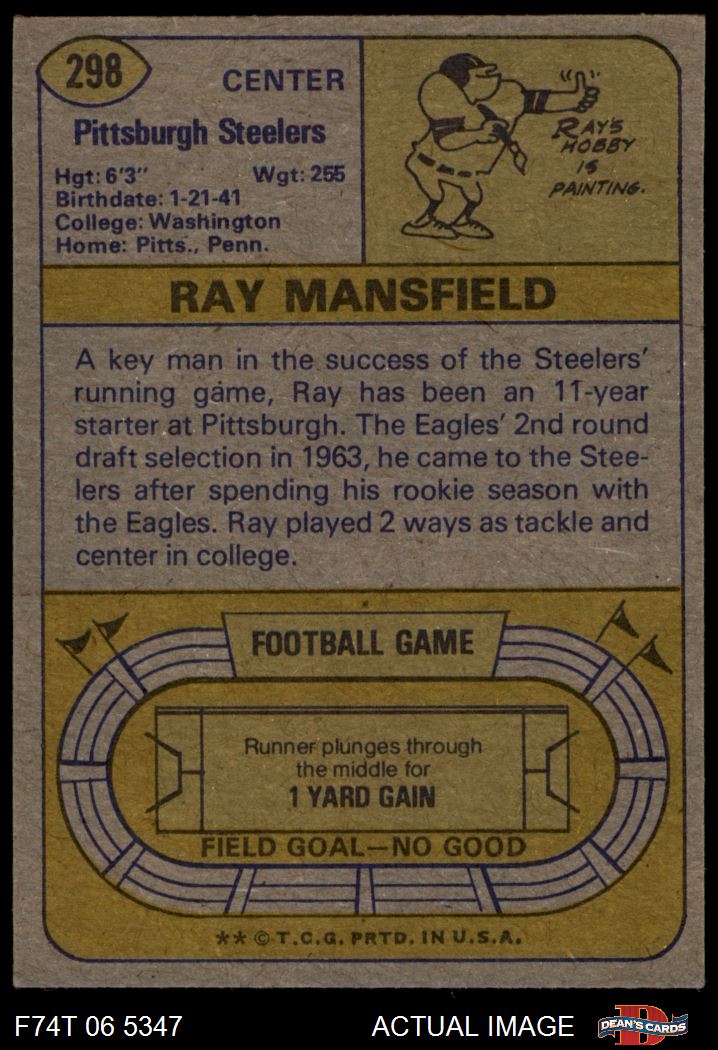 298
CENTER
Pittsburgh Steelers
Hgt: 6'3" Wgt: 255
Birthdate: 1-21-41
College: Washington
Home: Pitts., Penn.
RAY'S
HOBBY
IS
PAINTING.
RAY MANSFIELD
A key man in the success of the Steelers'
running game, Ray has been an 11-year
starter at Pittsburgh. The Eagles' 2nd round
draft selection in 1963, he came to the Stee-
lers after spending his rookie season with
the Eagles. Ray played 2 ways as tackle and
center in college.
FOOTBALL GAME
Runner plunges through
the middle for
1 YARD GAIN
FIELD GOAL—NO GOOD
** © T.C.G. PRTD. IN U.S.A.
F74T 06 5347 ACTUAL IMAGE
D
DEAN'S CARDS